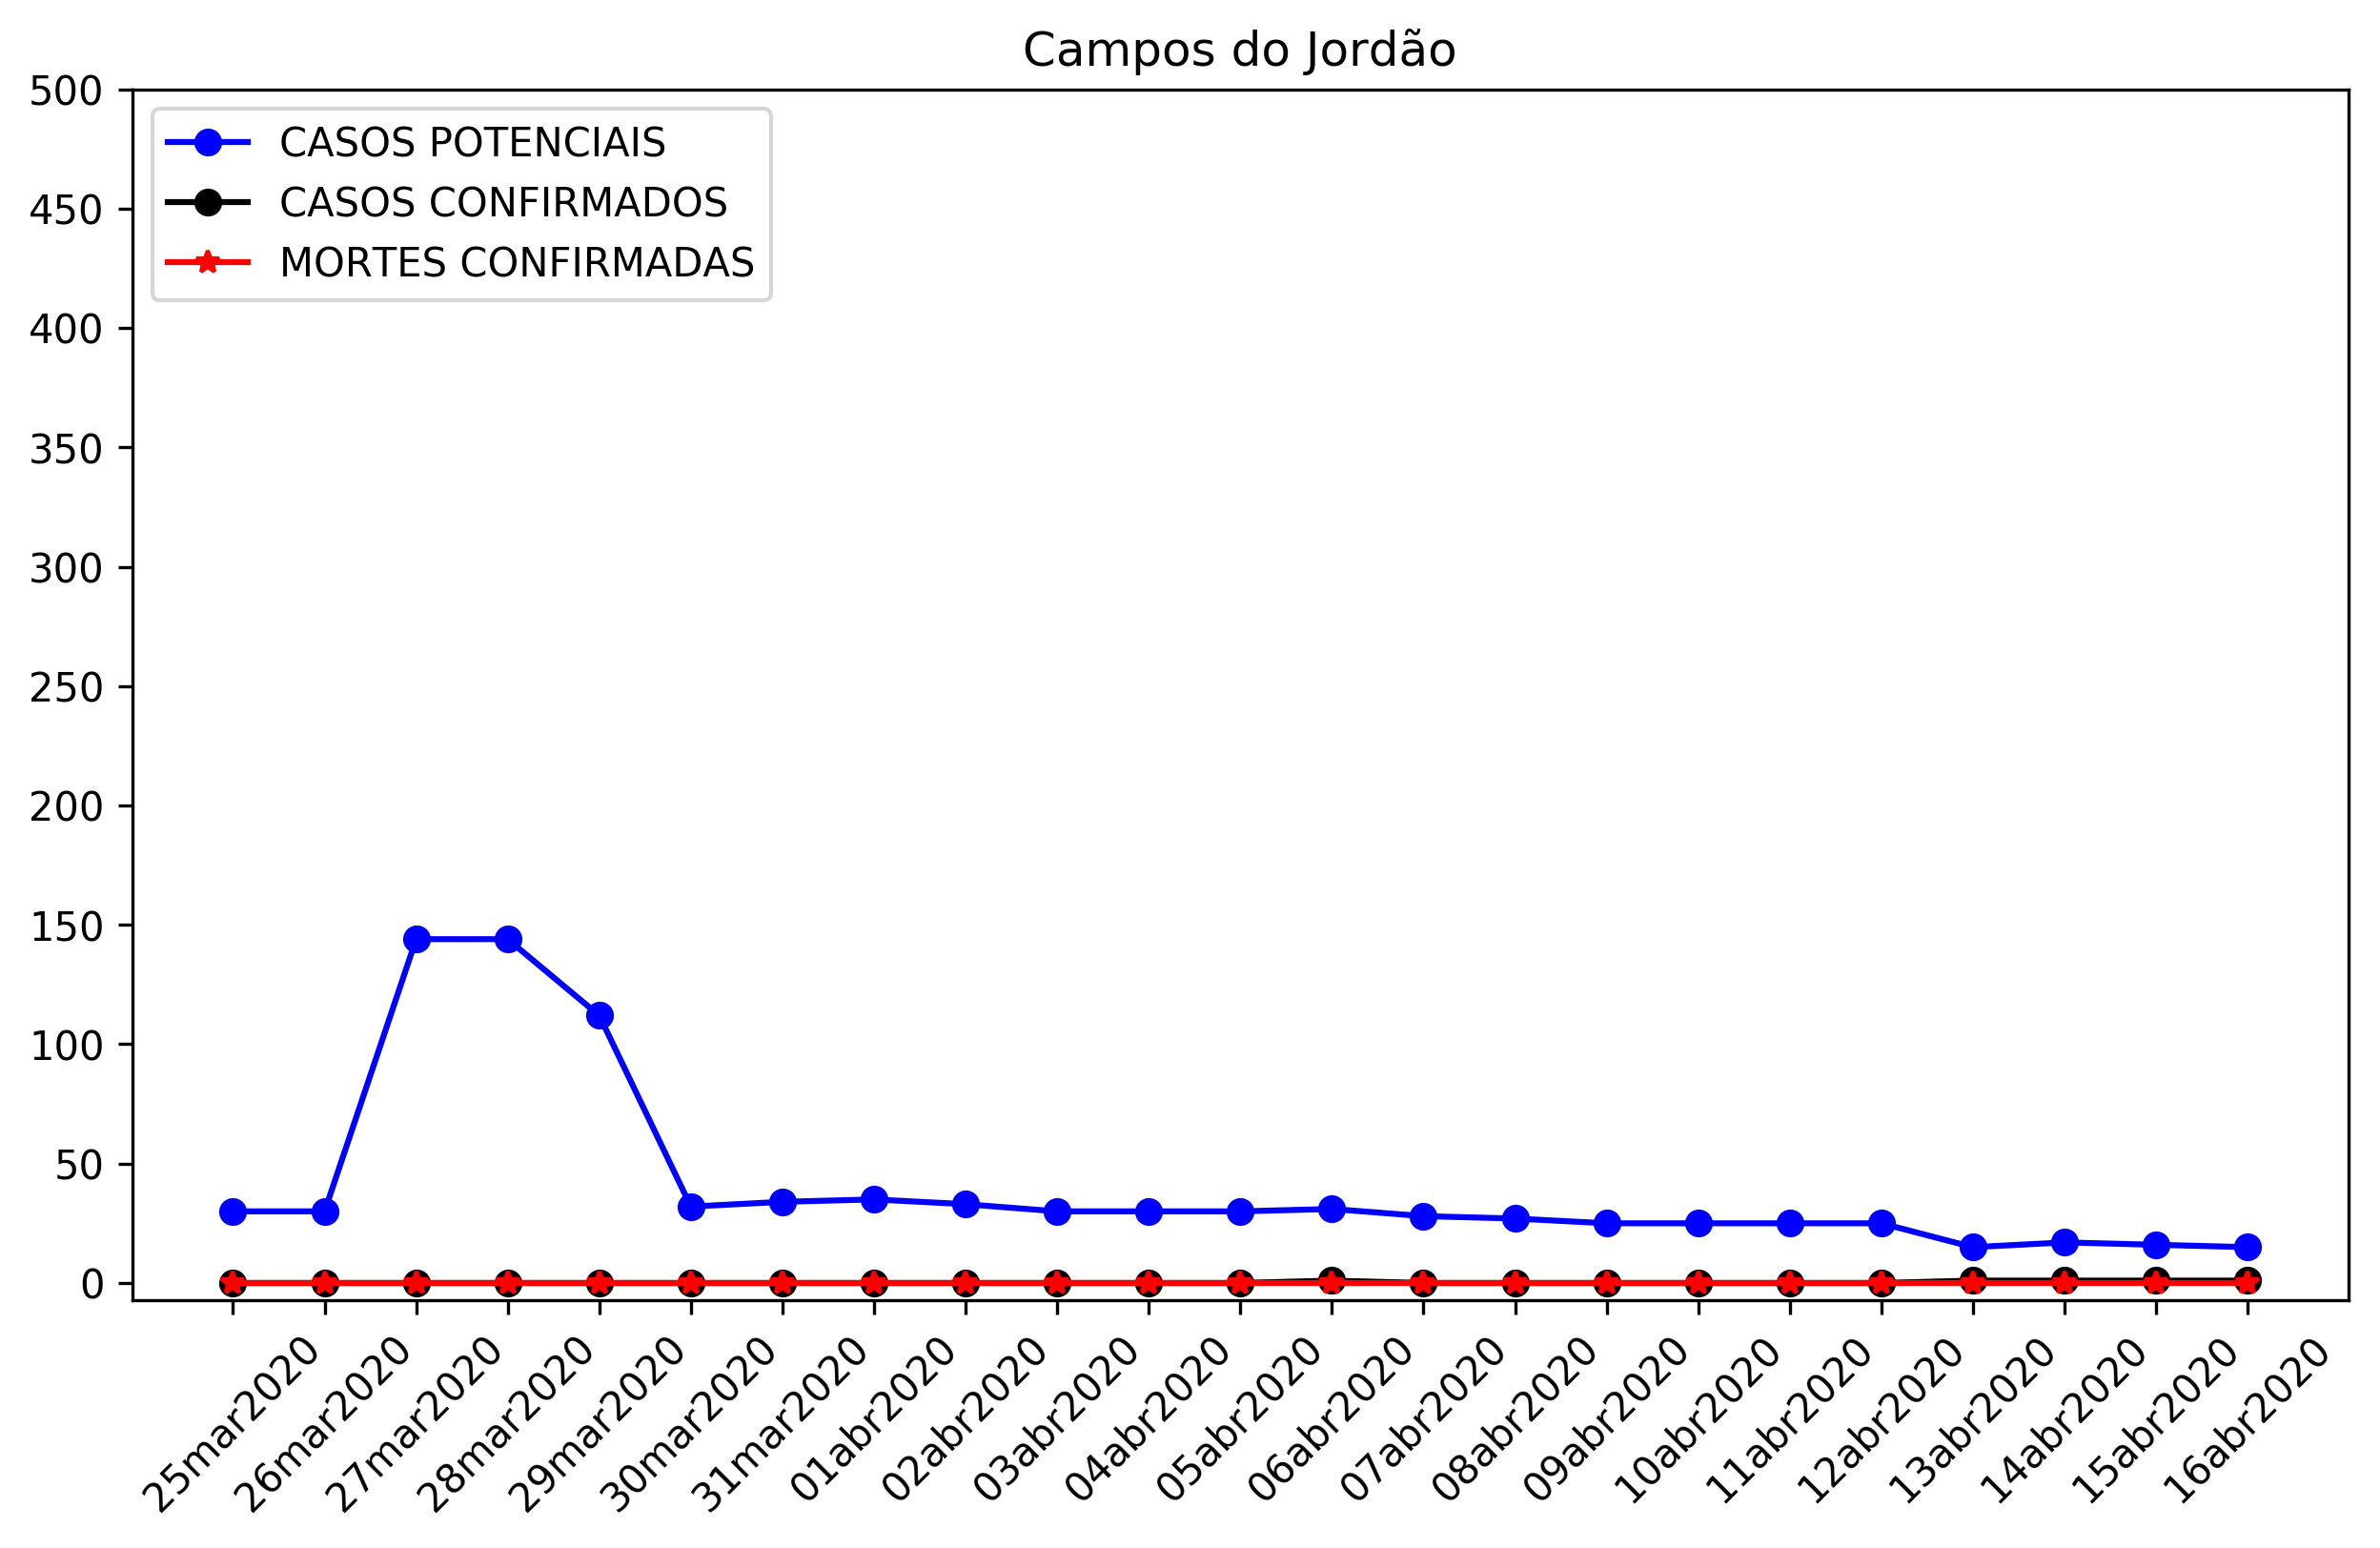 Campos do Jordão
CASOS POTENCIAIS
CASOS CONFIRMADOS
MORTES CONFIRMADAS
500
450
400
350
300
250
200
150
100
50
0
25mar2020
26mar2020
27mar2020
28mar2020
29mar2020
30mar2020
31mar2020
01abr2020
02abr2020
03abr2020
04abr2020
05abr2020
06abr2020
07abr2020
08abr2020
09abr2020
10abr2020
11abr2020
12abr2020
13abr2020
14abr2020
15abr2020
16abr2020